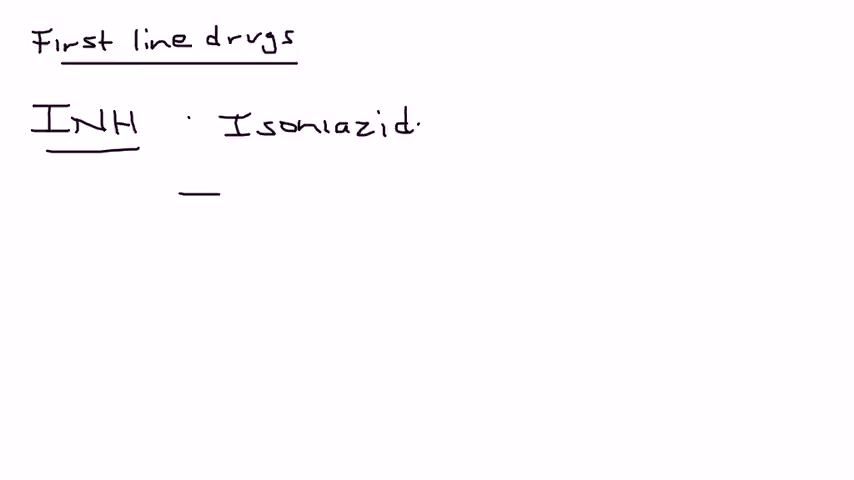 First line drugs
INH · Isoniazid.
—